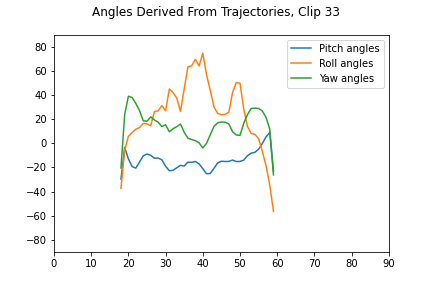 Angles Derived From Trajectories, Clip 33
80
60
40
20
0
−20
−40
−60
−80
0 10 20 30 40 50 60 70 80 90
Pitch angles
Roll angles
Yaw angles